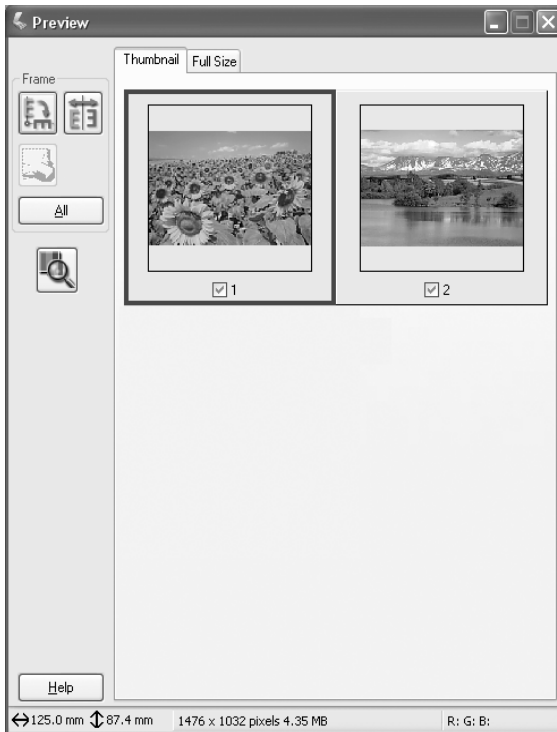 Preview
Thumbnail
Full Size
Frame
All
1
2
Help
125.0 mm 87.4 mm 1476 x 1032 pixels 4.35 MB R: G: B: